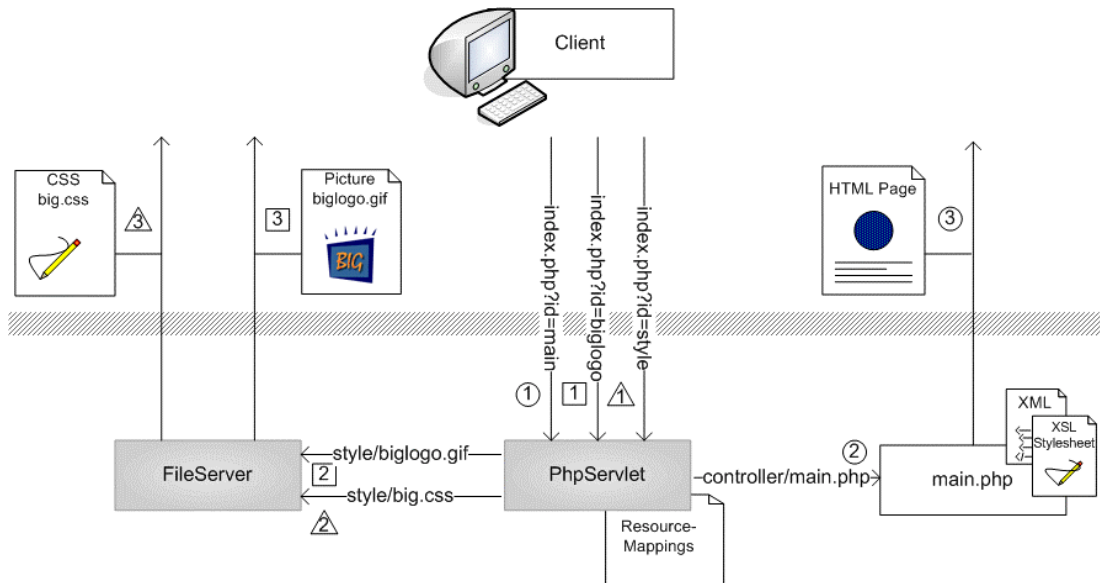 Client
CSS
big.css
3
3
Picture
biglogo.gif
BIG
index.php?id=main
index.php?id=biglogo
index.php?id=style
HTML Page
3
1
1
1
FileServer
style/biglogo.gif
2
style/big.css
2
PhpServlet
Resource-
Mappings
controller/main.php
2
main.php
XML
XSL
Stylesheet